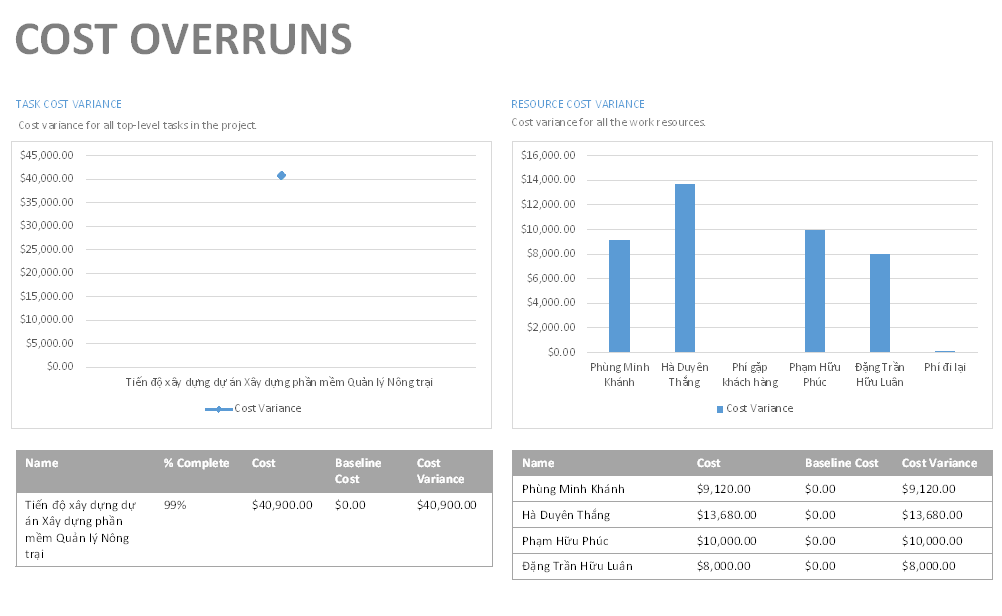 COST OVERRUNS
TASK COST VARIANCE
Cost variance for all top-level tasks in the project.
$45,000.00
$40,000.00
$35,000.00
$30,000.00
$25,000.00
$20,000.00
$15,000.00
$10,000.00
$5,000.00
$0.00
Tiến độ xây dựng dự án Xây dựng phần mềm Quản lý Nông trại
Cost Variance
Name % Complete Cost Baseline Cost Cost Variance
Tiến độ xây dựng dự 99% $40,900.00 $0.00 $40,900.00
án Xây dựng phần
mềm Quản lý Nông
trại
RESOURCE COST VARIANCE
Cost variance for all the work resources.
$16,000.00
$14,000.00
$12,000.00
$10,000.00
$8,000.00
$6,000.00
$4,000.00
$2,000.00
$0.00
Phùng Minh Khánh
Hà Duyên Thắng
Phí gặp khách hàng
Phạm Hữu Phúc
Đặng Trần Hữu Luân
Phí đi lại
Cost Variance
Name Cost Baseline Cost Cost Variance
Phùng Minh Khánh $9,120.00 $0.00 $9,120.00
Hà Duyên Thắng $13,680.00 $0.00 $13,680.00
Phạm Hữu Phúc $10,000.00 $0.00 $10,000.00
Đặng Trần Hữu Luân $8,000.00 $0.00 $8,000.00